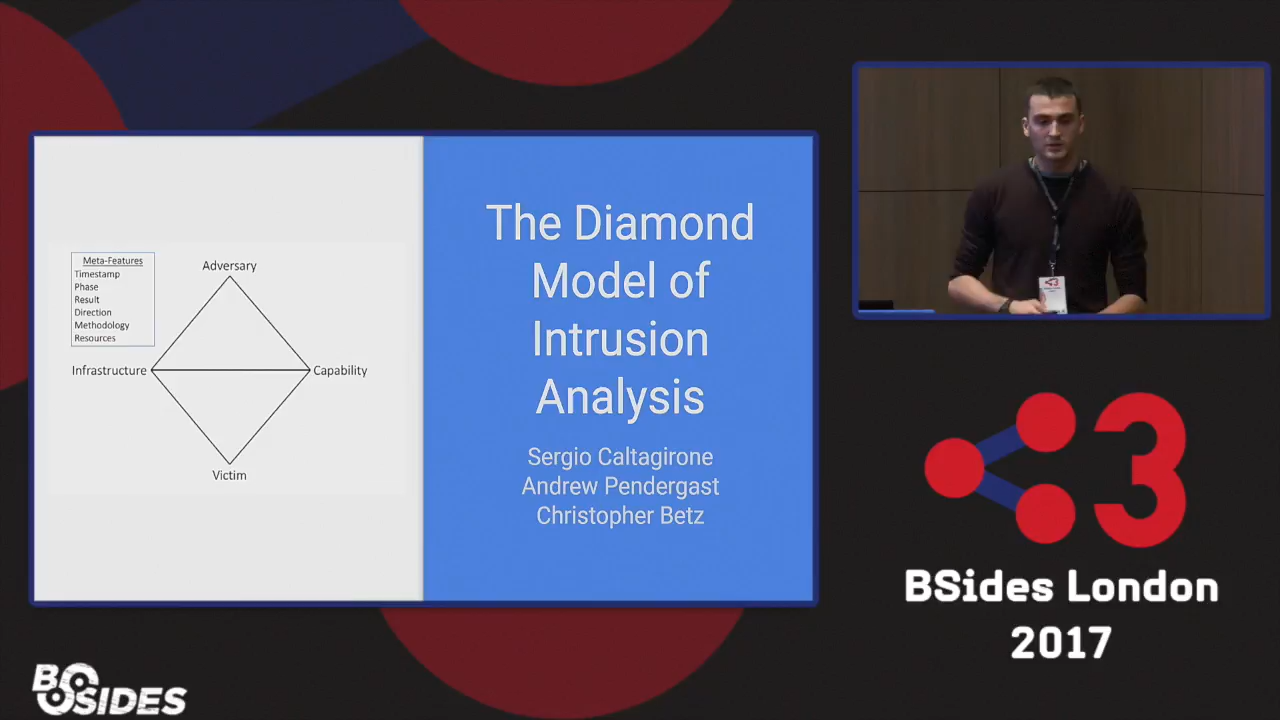 Meta-Features
Timestamp
Phase
Result
Direction
Methodology
Resources
Adversary
Infrastructure
Capability
Victim
The Diamond
Model of
Intrusion
Analysis
Sergio Caltagirone
Andrew Pendergast
Christopher Betz
3
BSides London
2017
BSIDES